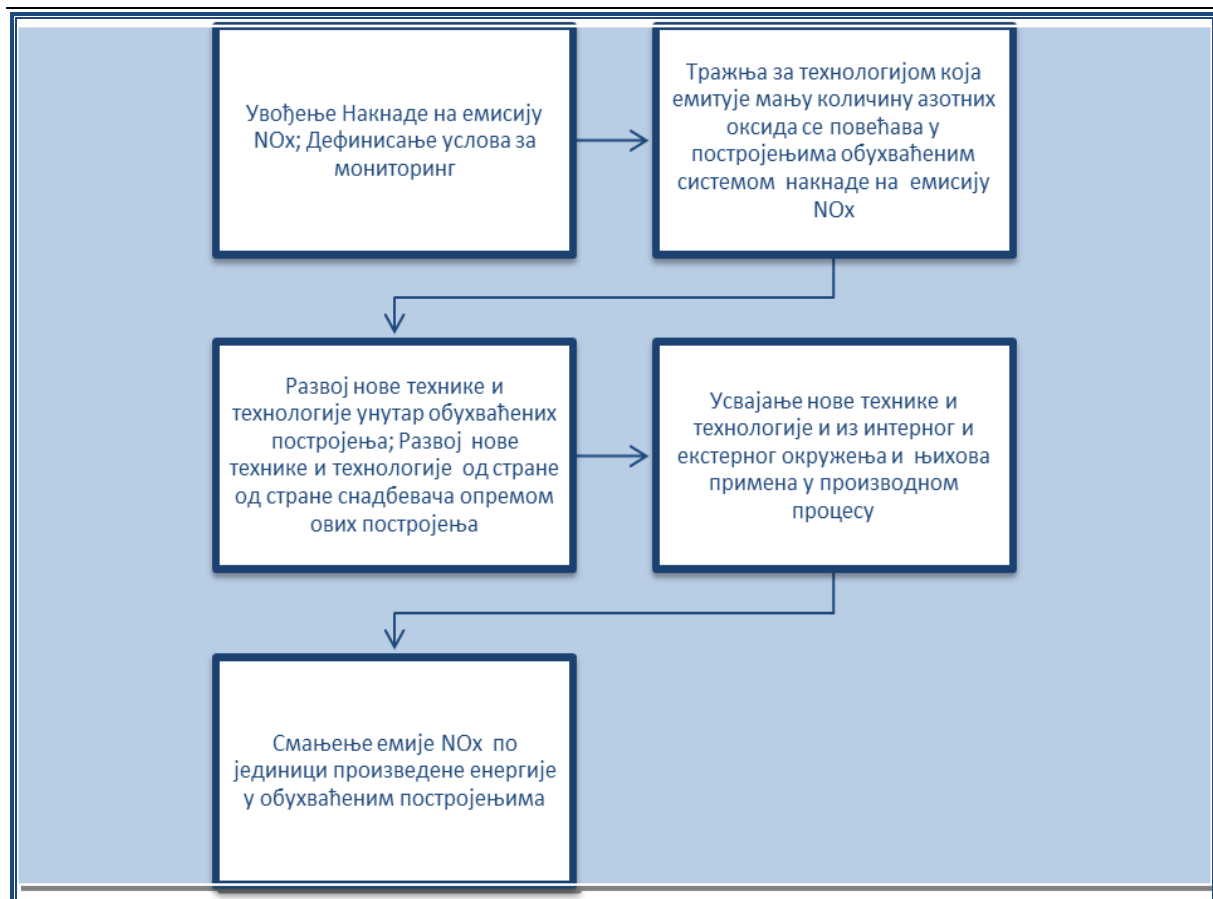 Увођење Накнаде на емисију
NOx; Дефинисање услова за
мониторинг
Тражња за технологијом која
емитује мању количину азотних
оксида се повећава у
постројењима обухваћеним
системом накнаде на емисију
NOx
Развој нове технике и
технологије унутар обухваћених
постројења; Развој нове
технике и технологије од стране
од стране снадбевача опремом
ових постројења
Усвајање нове технике и
технологије и из интерног и
екстерног окружења и њихова
примена у производном
процесу
Смањење емије NOx по
јединици произведене енергије
у обухваћеним постројењима